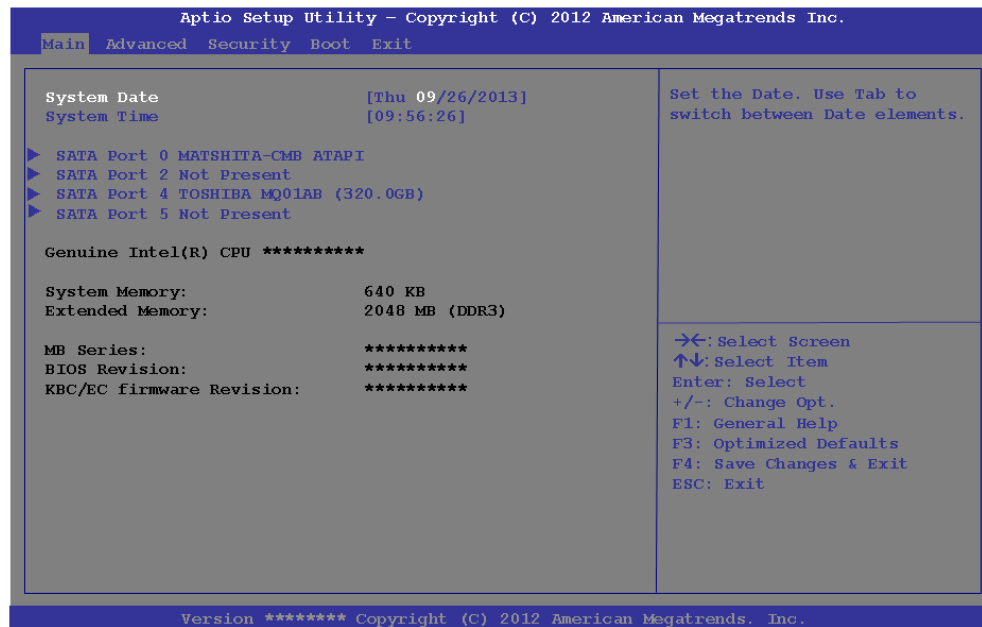 Aptio Setup Utility – Copyright (C) 2012 American Megatrends Inc.
Main Advanced Security Boot Exit
System Date [Thu 09/26/2013]
System Time [09:56:26]
SATA Port 0 MATSHITA-CMB ATAPI
SATA Port 2 Not Present
SATA Port 4 TOSHIBA MQ01AB (320.0GB)
SATA Port 5 Not Present
Genuine Intel(R) CPU **********
System Memory: 640 KB
Extended Memory: 2048 MB (DDR3)
MB Series: **********
BIOS Revision: **********
KBC/EC firmware Revision: **********
Set the Date. Use Tab to
switch between Date elements.
→←: Select Screen
↑↓: Select Item
Enter: Select
+/-: Change Opt.
F1: General Help
F3: Optimized Defaults
F4: Save Changes & Exit
ESC: Exit
Version ******** Copyright (C) 2012 American Megatrends. Inc.